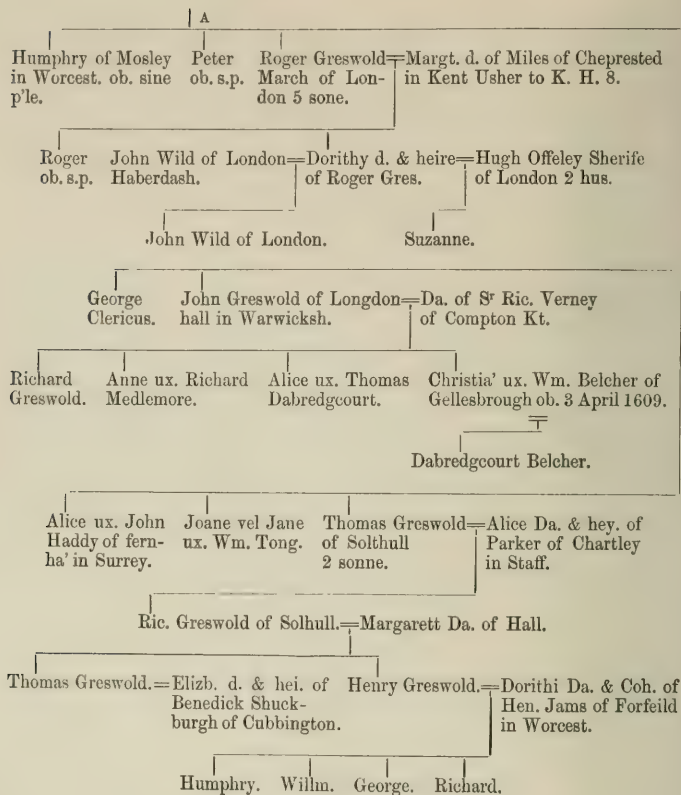 A
Humphry of Mosley Peter Roger Greswold=Margt. d. of Miles of Cheprested
in Worcest. ob. sine ob. s.p. March of Lon- in Kent Usher to K. H. 8.
p'le. don 5 sone.
Roger John Wild of London=Dorithy d. & heire=Hugh Offeley Sherife
ob. s.p. Haberdash. of Roger Gres. of London 2 hus.
John Wild of London. Suzanne.
George John Greswold of Longdon=Da. of Sr Ric. Verney
Clericus. hall in Warwicksh. of Compton Kt.
Richard Anne ux. Richard Alice ux. Thomas Christia' ux. Wm. Belcher of
Greswold. Medlemore. Dabredgcourt. Gellesbrough ob. 3 April 1609.
Dabredgcourt Belcher.
Alice ux. John Joane vel Jane Thomas Greswold=Alice Da. & hey. of
Haddy of fern- ux. Wm. Tong. of Solthull Parker of Chartley
ha' in Surrey. 2 sonne. in Staff.
Ric. Greswold of Solhull.=Margarett Da. of Hall.
Thomas Greswold.=Elizb. d. & hei. of Henry Greswold.=Dorithi Da. & Coh. of
Benedick Shuck- Hen. Jams of Forfeild
burgh of Cubbington. in Worcest.
Humphry. Willm. George. Richard.